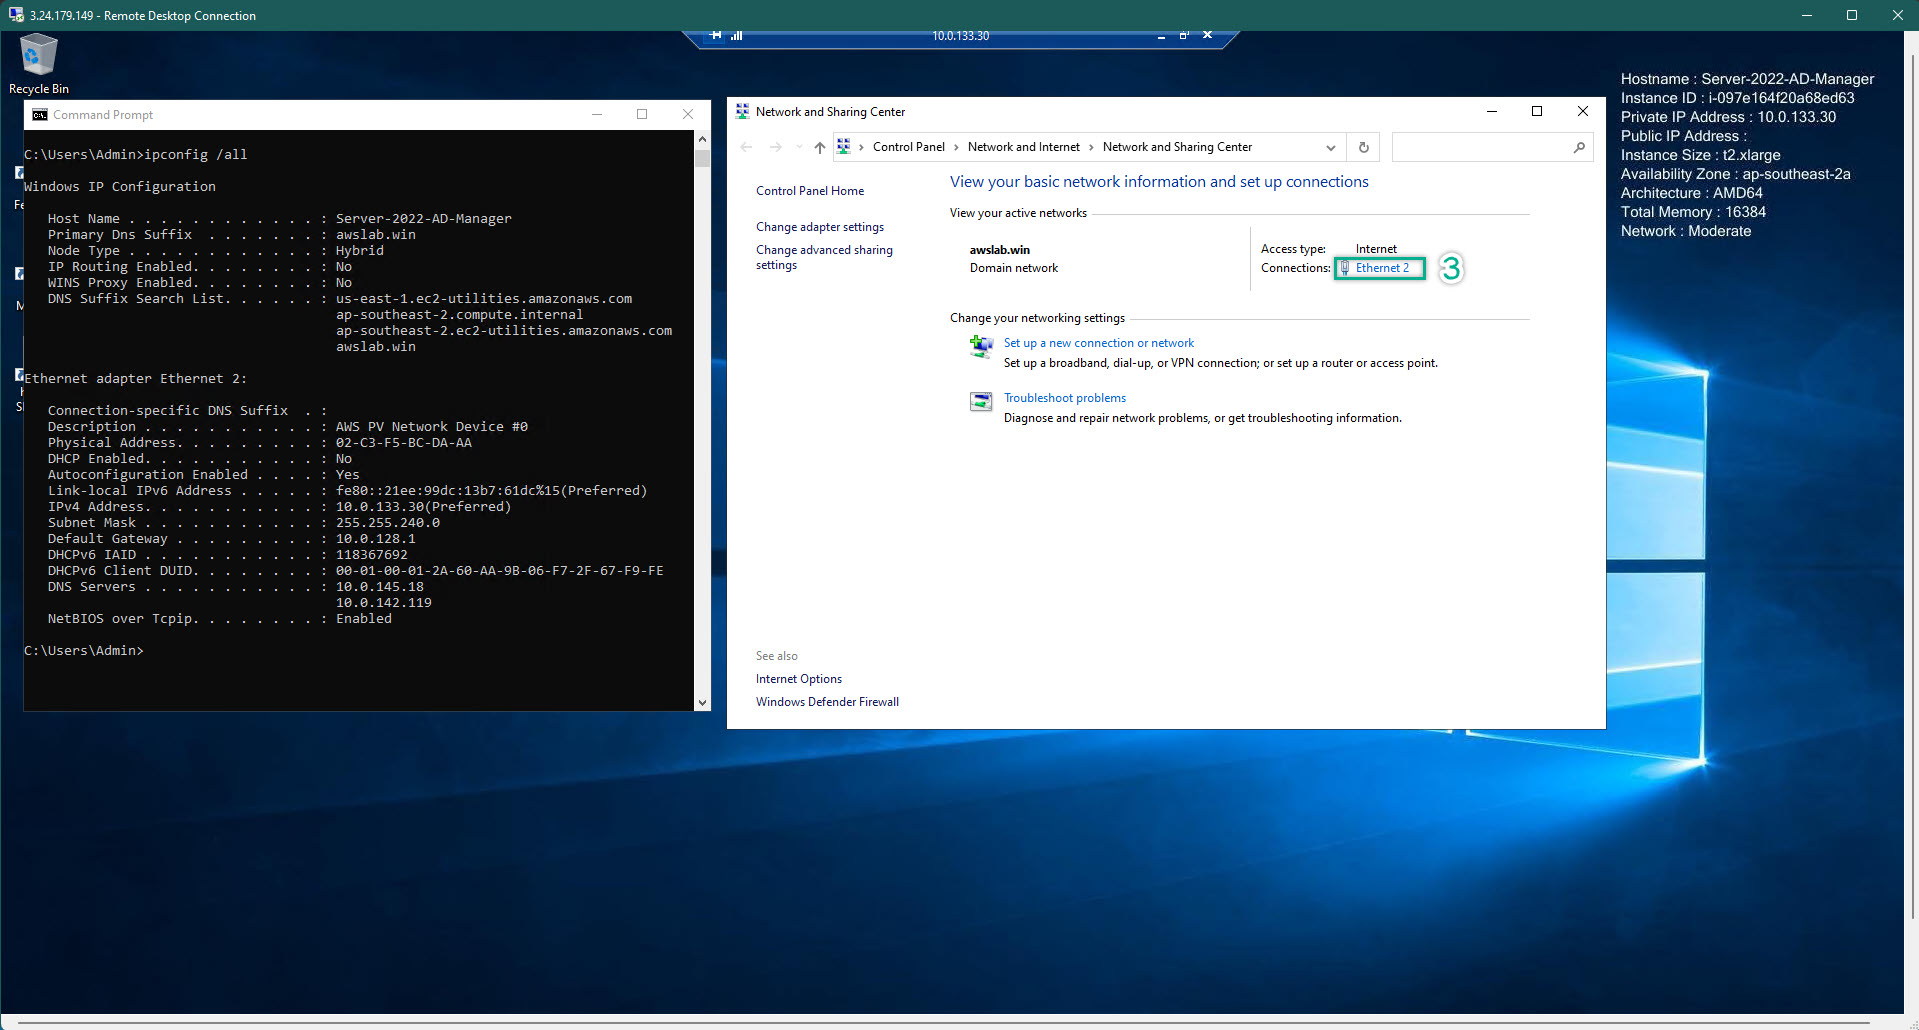 3.24.179.149 - Remote Desktop Connection
10.0.133.30
Recycle Bin
Hostname : Server-2022-AD-Manager
Instance ID : i-097e164f20a68ed63
Private IP Address : 10.0.133.30
Public IP Address :
Instance Size : t2.xlarge
Availability Zone : ap-southeast-2a
Architecture : AMD64
Total Memory : 16384
Network : Moderate
Command Prompt
C:\Users\Admin>ipconfig /all
Windows IP Configuration
Host Name . . . . . . . . . . . . : Server-2022-AD-Manager
Primary Dns Suffix  . . . . . . . : awslab.win
Node Type . . . . . . . . . . . . : Hybrid
IP Routing Enabled. . . . . . . . : No
WINS Proxy Enabled. . . . . . . . : No
DNS Suffix Search List. . . . . . : us-east-1.ec2-utilities.amazonaws.com
ap-southeast-2.compute.internal
ap-southeast-2.ec2-utilities.amazonaws.com
awslab.win
Ethernet adapter Ethernet 2:
Connection-specific DNS Suffix  . :
Description . . . . . . . . . . . : AWS PV Network Device #0
Physical Address. . . . . . . . . : 02-C3-F5-BC-DA-AA
DHCP Enabled. . . . . . . . . . . : No
Autoconfiguration Enabled . . . . : Yes
Link-local IPv6 Address . . . . . : fe80::21ee:99dc:13b7:61dc%15(Preferred)
IPv4 Address. . . . . . . . . . . : 10.0.133.30(Preferred)
Subnet Mask . . . . . . . . . . . : 255.255.240.0
Default Gateway . . . . . . . . . : 10.0.128.1
DHCPv6 IAID . . . . . . . . . . . : 118367692
DHCPv6 Client DUID. . . . . . . . : 00-01-00-01-2A-60-AA-9B-06-F7-2F-67-F9-FE
DNS Servers . . . . . . . . . . . : 10.0.145.18
10.0.142.119
NetBIOS over Tcpip. . . . . . . . : Enabled
C:\Users\Admin>
Network and Sharing Center
Control Panel > Network and Internet > Network and Sharing Center
Control Panel Home
Change adapter settings
Change advanced sharing
settings
View your basic network information and set up connections
View your active networks
awslab.win
Domain network
Access type: Internet
Connections: Ethernet 2
3
Change your networking settings
Set up a new connection or network
Set up a broadband, dial-up, or VPN connection; or set up a router or access point.
Troubleshoot problems
Diagnose and repair network problems, or get troubleshooting information.
See also
Internet Options
Windows Defender Firewall